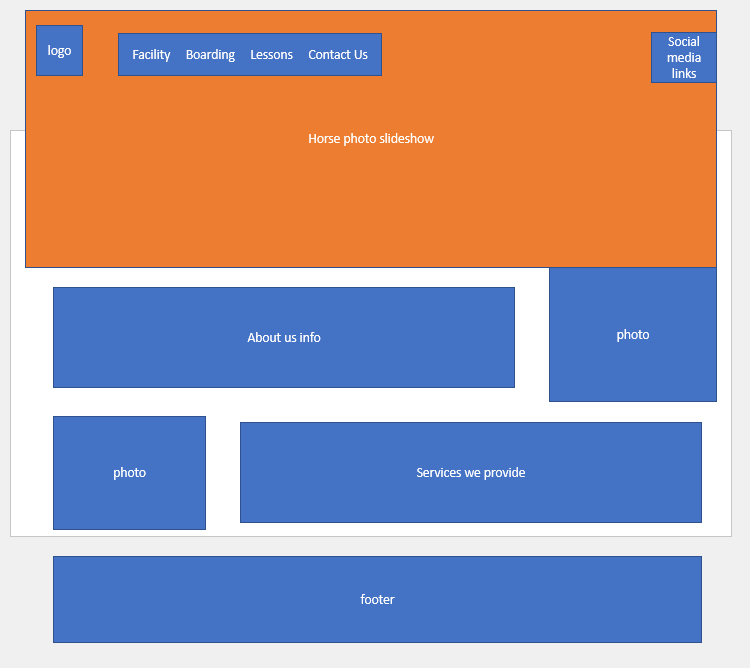 logo
Facility Boarding Lessons Contact Us
Social
media
links
Horse photo slideshow
About us info
photo
photo
Services we provide
footer